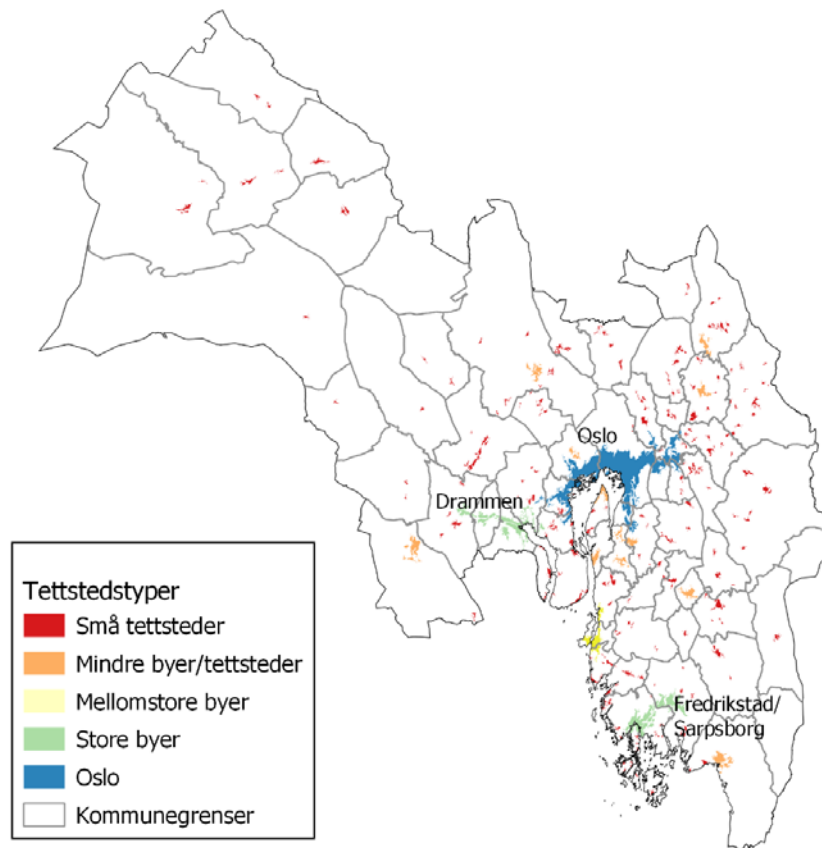 Oslo
Drammen
Fredrikstad/
Sarpsborg
Tettstedstyper
Små tettsteder
Mindre byer/tettsteder
Mellomstore byer
Store byer
Oslo
Kommunegrenser